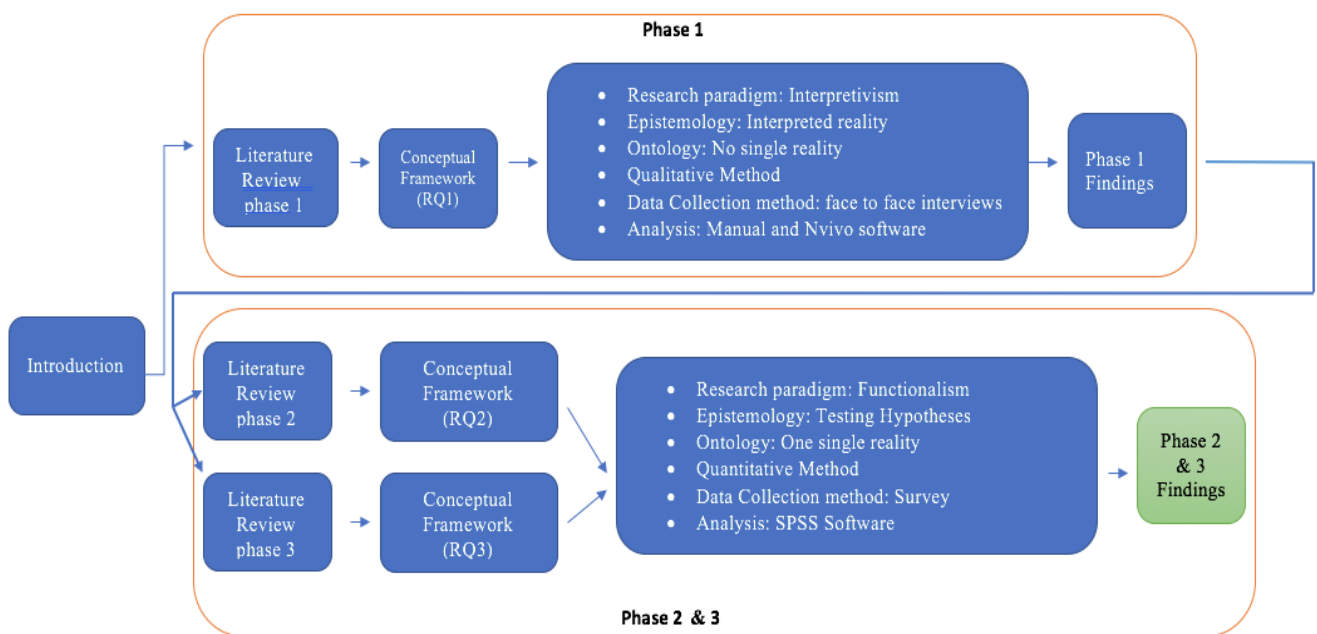 Phase 1
Literature
Review
phase 1
Conceptual
Framework
(RQ1)
• Research paradigm: Interpretivism
• Epistemology: Interpreted reality
• Ontology: No single reality
• Qualitative Method
• Data Collection method: face to face interviews
• Analysis: Manual and Nvivo software
Phase 1
Findings
Introduction
Literature
Review
phase 2
Conceptual
Framework
(RQ2)
Literature
Review
phase 3
Conceptual
Framework
(RQ3)
• Research paradigm: Functionalism
• Epistemology: Testing Hypotheses
• Ontology: One single reality
• Quantitative Method
• Data Collection method: Survey
• Analysis: SPSS Software
Phase 2
& 3
Findings
Phase 2 & 3